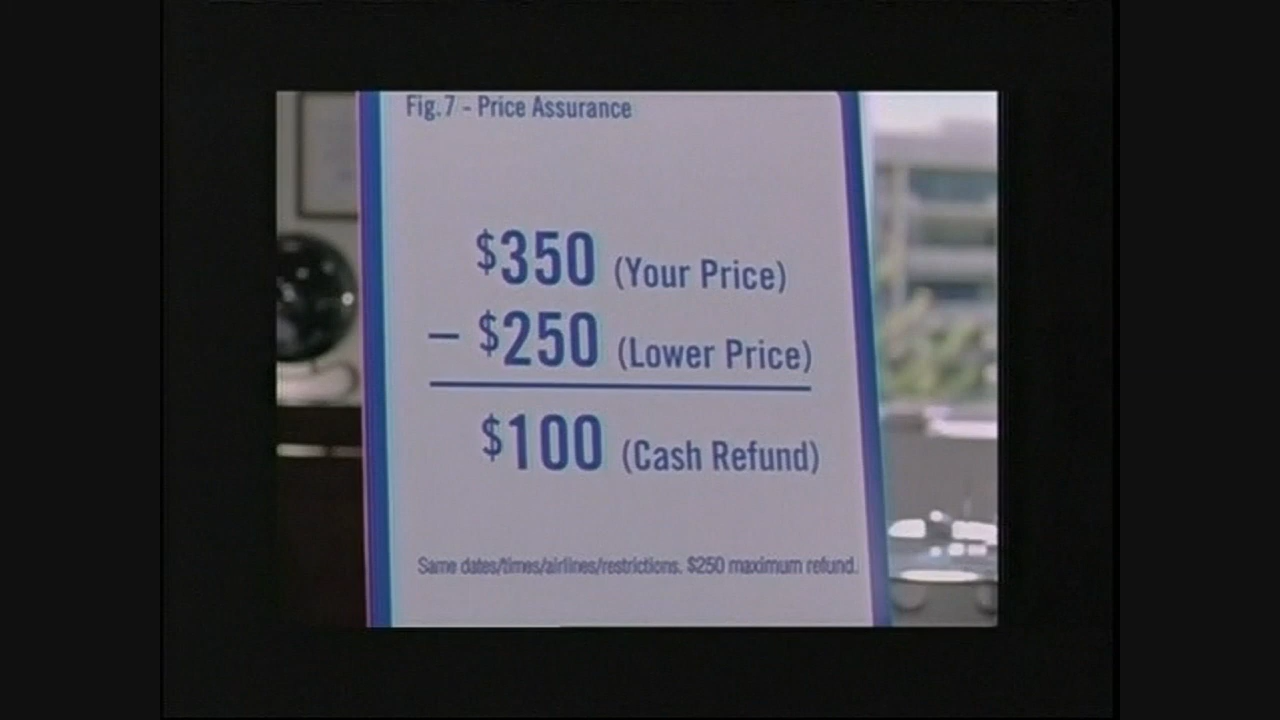 Fig.7 - Price Assurance
$350 (Your Price)
– $250 (Lower Price)
$100 (Cash Refund)
Same dates/times/airlines/restrictions. $250 maximum refund.